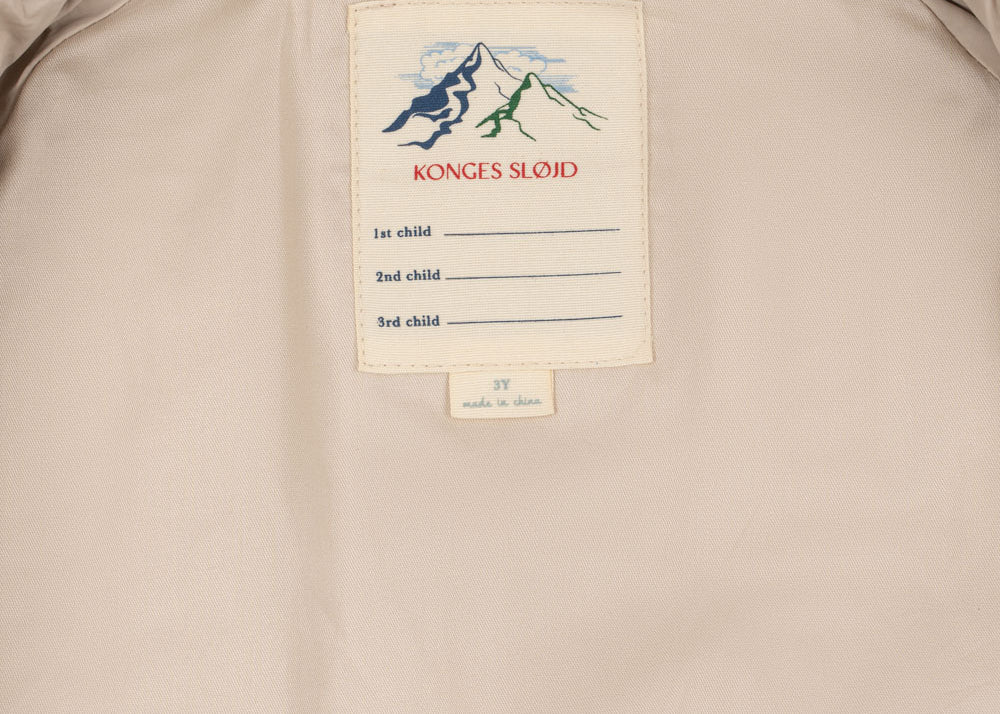 KONGES SLØJD
1st child
2nd child
3rd child
3Y
made in china